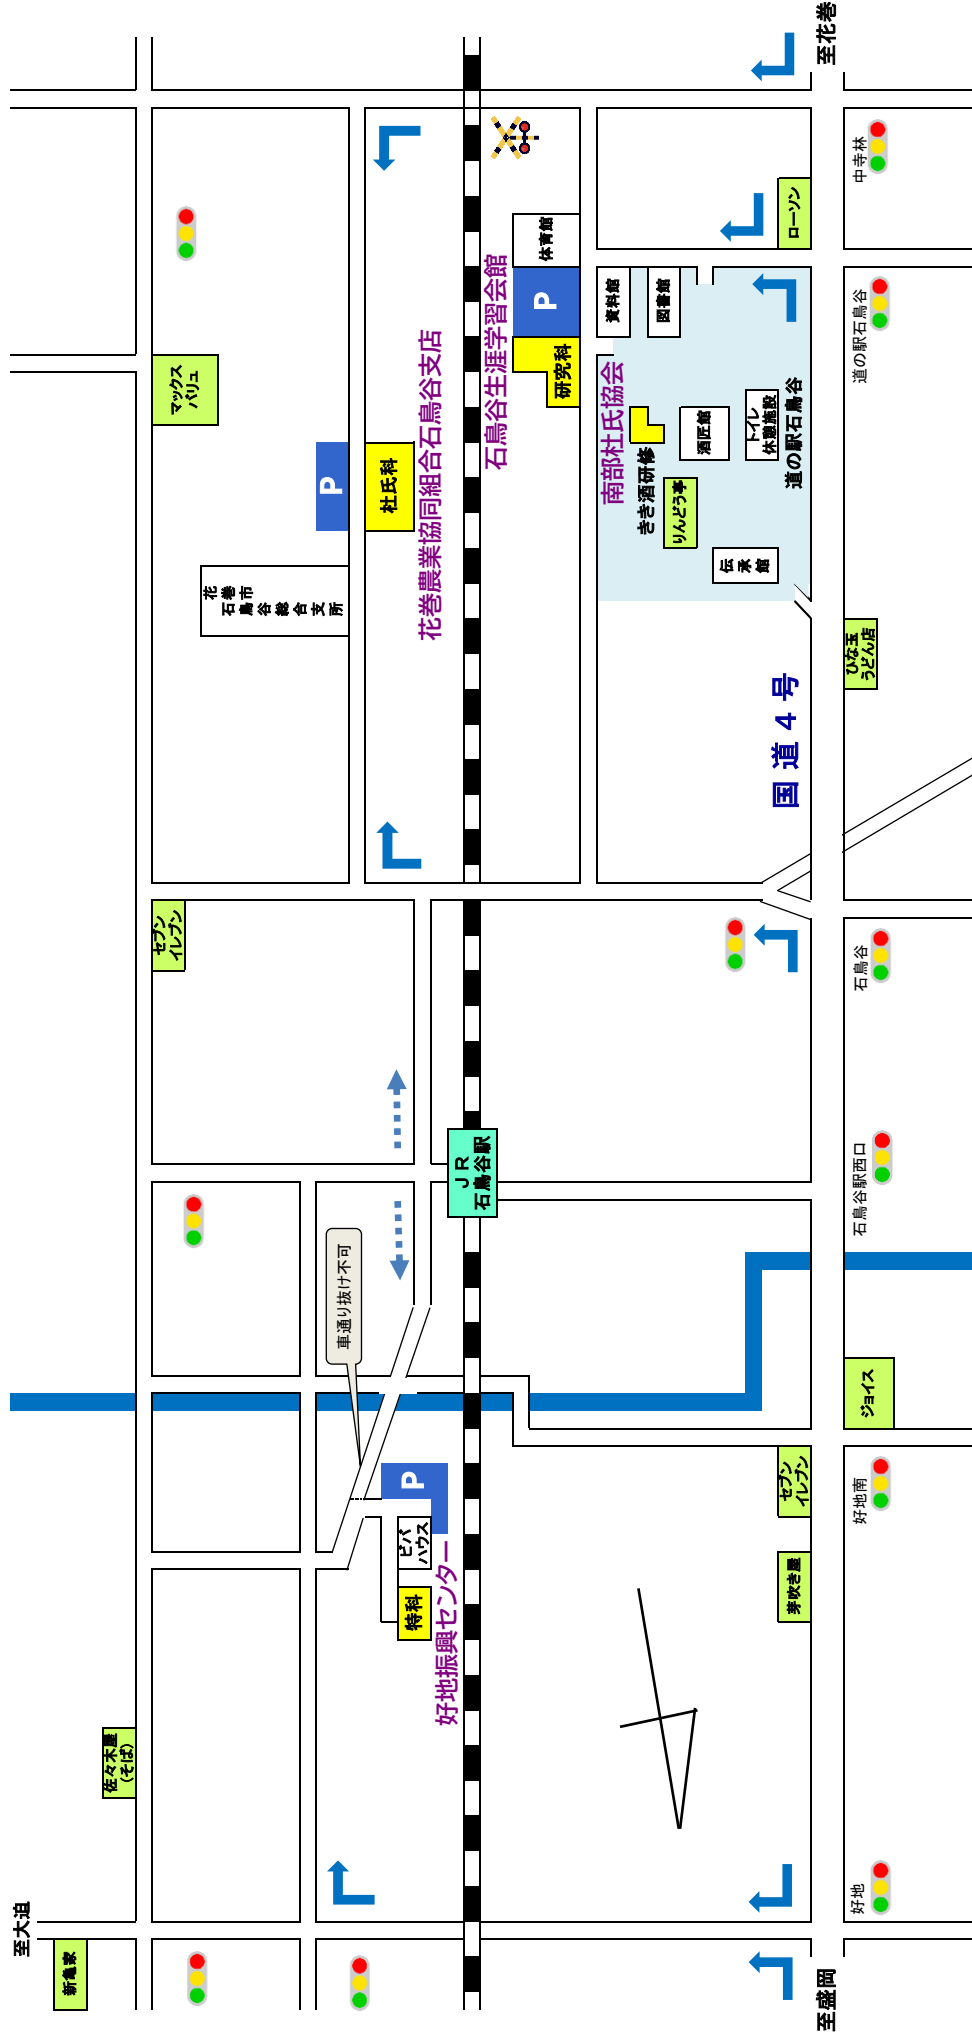 至大迫
新亀家
佐々木屋
（そば）
セブン
イレブン
マックス
バリュ
花
石巻市
鳥
谷
総
合
支
所
P
杜氏科
花巻農業協同組合石鳥谷支店
車通り抜け不可
P
ビバ
ハウス
特科
好地振興センター
JR
石鳥谷駅
石鳥谷生涯学習会館
体育館
P
研究科
南部杜氏協会
資料館
図書館
きき酒研修
酒匠館
りんどう亭
トイレ
休憩施設
伝承館
道の駅石鳥谷
国道4号
ローソン
セブン
イレブン
芽吹き屋
至盛岡
至花巻
好地
好地南
ジョイス
石鳥谷駅西口
石鳥谷
ひな玉
うどん店
道の駅石鳥谷
中寺林